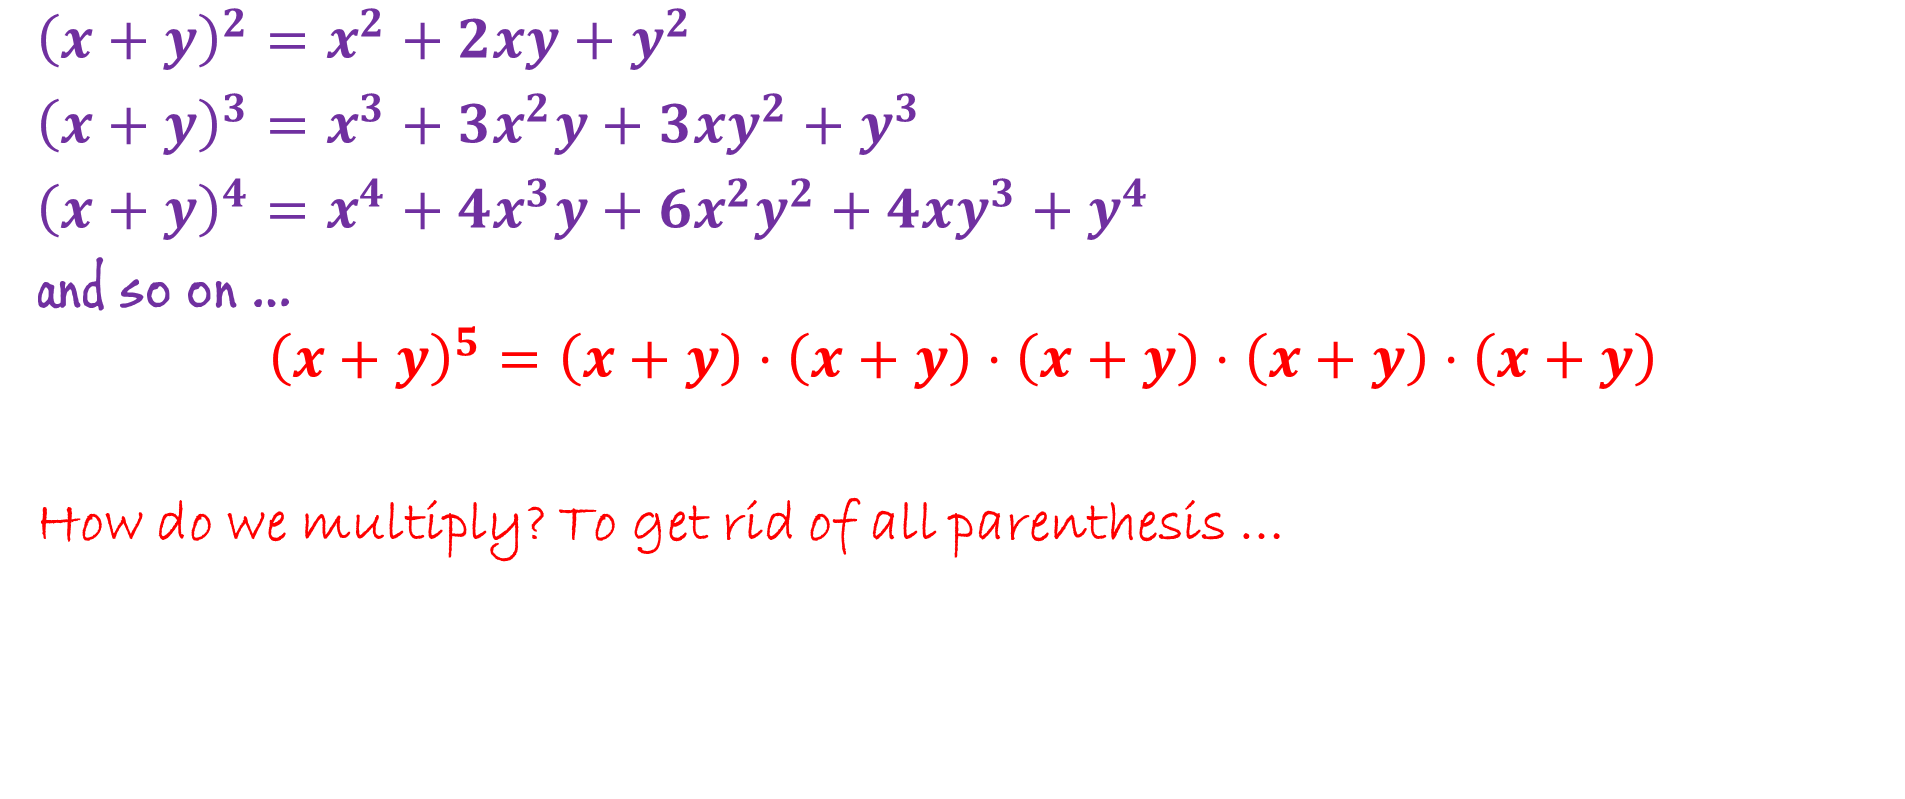 (x + y)² = x² + 2xy + y²
(x + y)³ = x³ + 3x²y + 3xy² + y³
(x + y)⁴ = x⁴ + 4x³y + 6x²y² + 4xy³ + y⁴
and so on ...
(x + y)⁵ = (x + y) · (x + y) · (x + y) · (x + y) · (x + y)
How do we multiply? To get rid of all parenthesis ...